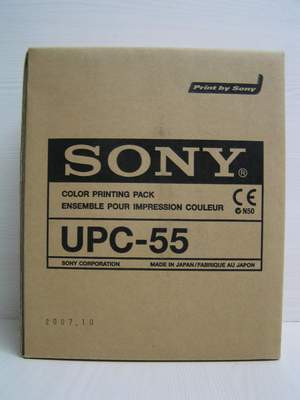 Print by Sony
SONY®
COLOR PRINTING PACK
ENSEMBLE POUR IMPRESSION COULEUR
CE
N50
UPC-55
SONY CORPORATION MADE IN JAPAN/FABRIQUE AU JAPON
2007.10